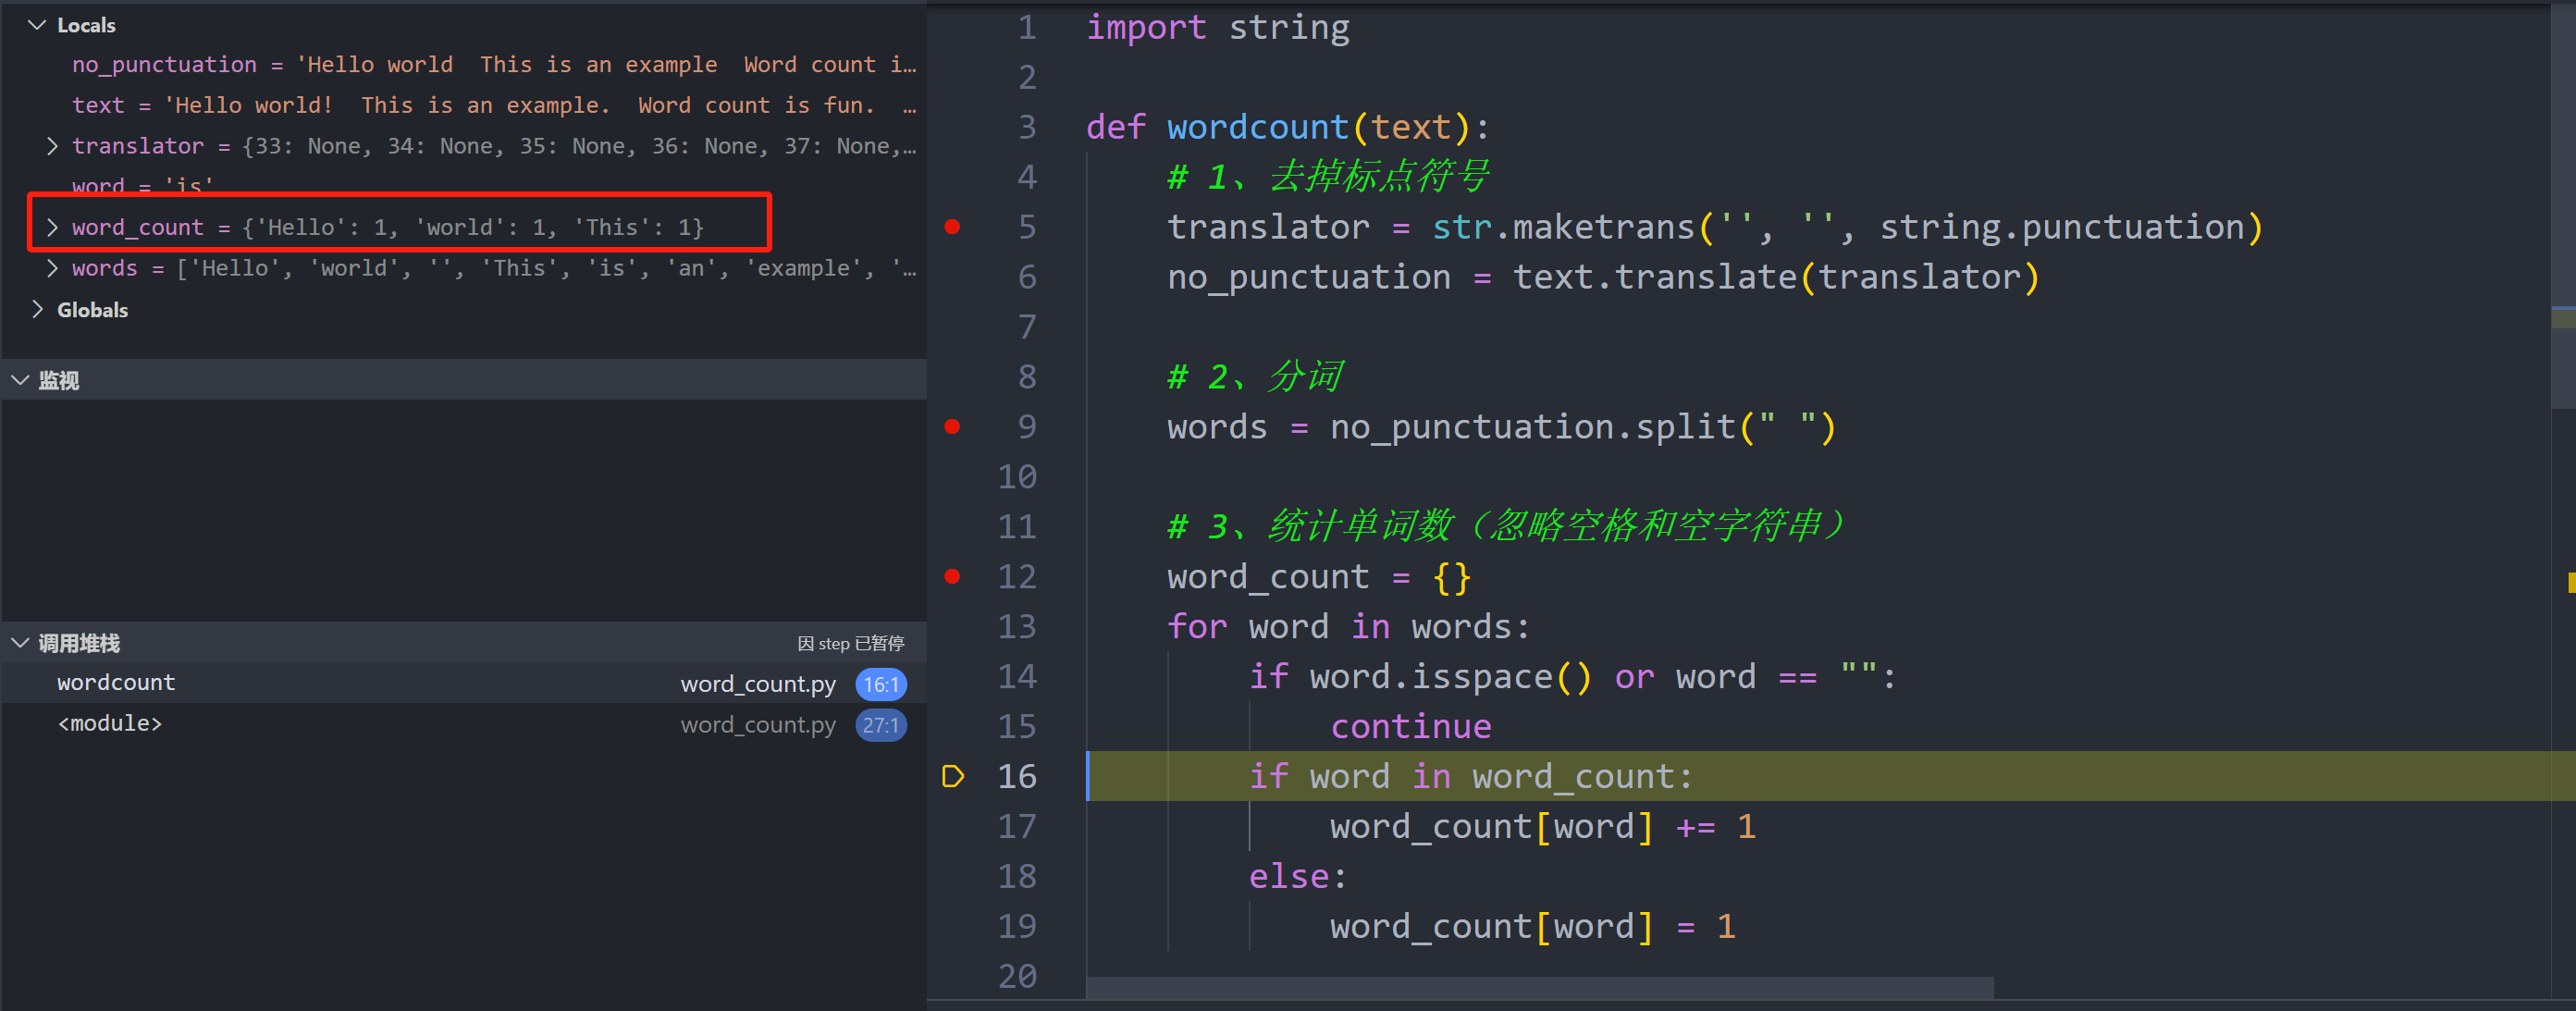 Locals
no_punctuation = 'Hello world  This is an example  Word count i…
text = 'Hello world!  This is an example.  Word count is fun.  …
translator = {33: None, 34: None, 35: None, 36: None, 37: None,…
word = 'is'
word_count = {'Hello': 1, 'world': 1, 'This': 1}
words = ['Hello', 'world', '', 'This', 'is', 'an', 'example', '…
Globals
监视
调用堆栈 因 step 已暂停
wordcount word_count.py 16:1
<module> word_count.py 27:1
1 import string
2
3 def wordcount(text):
4     # 1、去掉标点符号
5     translator = str.maketrans('', '', string.punctuation)
6     no_punctuation = text.translate(translator)
7
8     # 2、分词
9     words = no_punctuation.split(" ")
10
11     # 3、统计单词数（忽略空格和空字符串）
12     word_count = {}
13     for word in words:
14         if word.isspace() or word == "":
15             continue
16         if word in word_count:
17             word_count[word] += 1
18         else:
19             word_count[word] = 1
20